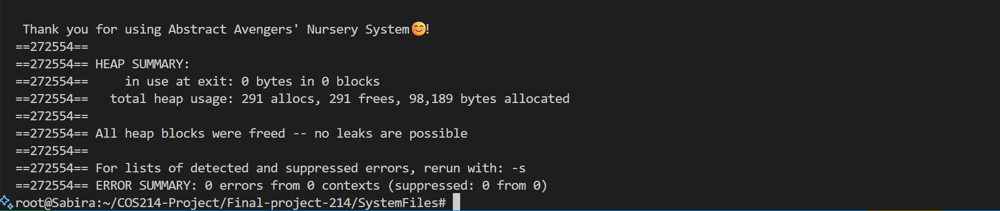 Thank you for using Abstract Avengers' Nursery System😊!
==272554==
==272554== HEAP SUMMARY:
==272554==     in use at exit: 0 bytes in 0 blocks
==272554==   total heap usage: 291 allocs, 291 frees, 98,189 bytes allocated
==272554==
==272554== All heap blocks were freed -- no leaks are possible
==272554==
==272554== For lists of detected and suppressed errors, rerun with: -s
==272554== ERROR SUMMARY: 0 errors from 0 contexts (suppressed: 0 from 0)
root@Sabira:~/COS214-Project/Final-project-214/SystemFiles#